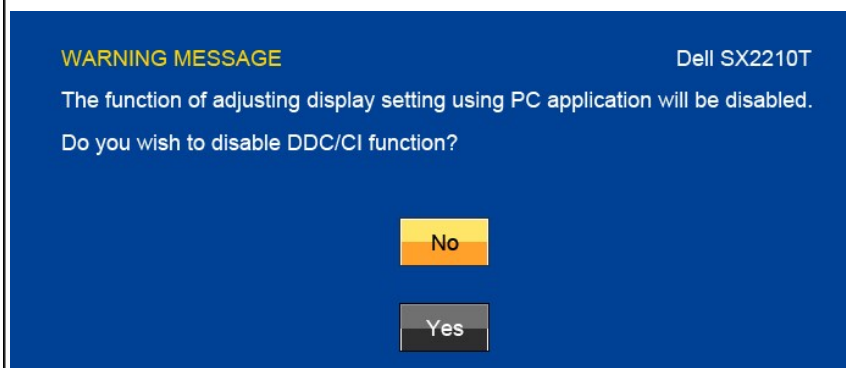 WARNING MESSAGE Dell SX2210T
The function of adjusting display setting using PC application will be disabled.
Do you wish to disable DDC/CI function?
No
Yes